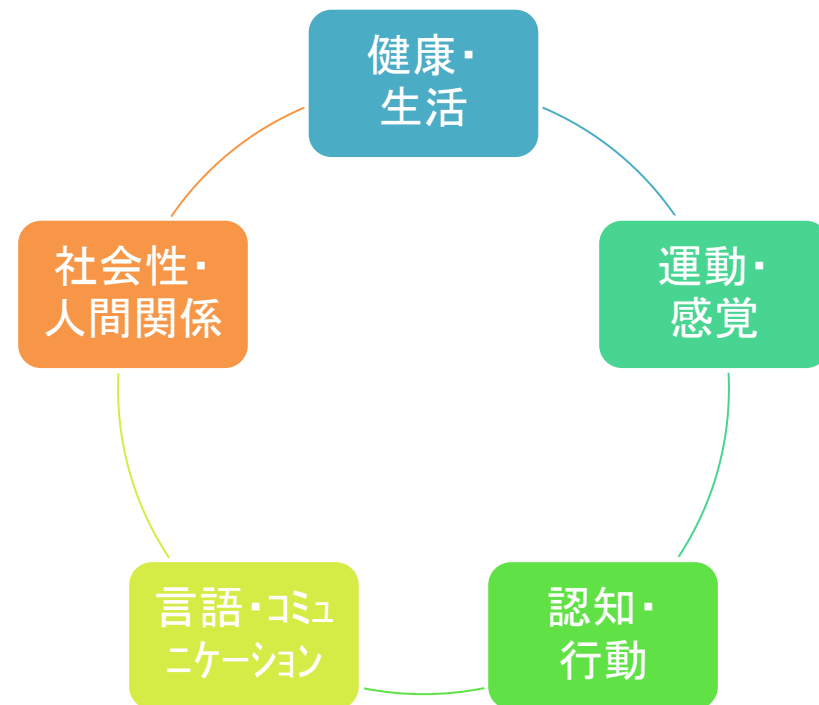 健康・
生活
運動・
感覚
認知・
行動
言語・コミュ
ニケーション
社会性・
人間関係